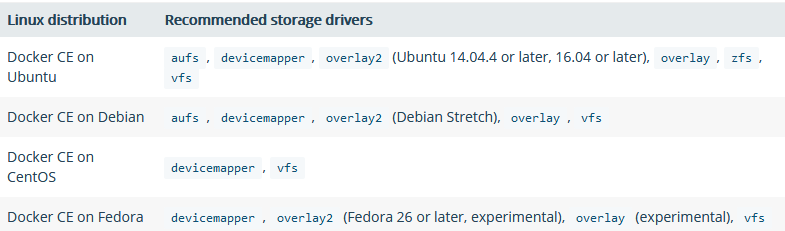 Linux distribution Recommended storage drivers
Docker CE on Ubuntu aufs , devicemapper , overlay2 (Ubuntu 14.04.4 or later, 16.04 or later), overlay , zfs , vfs
Docker CE on Debian aufs , devicemapper , overlay2 (Debian Stretch), overlay , vfs
Docker CE on CentOS devicemapper , vfs
Docker CE on Fedora devicemapper , overlay2 (Fedora 26 or later, experimental), overlay (experimental), vfs